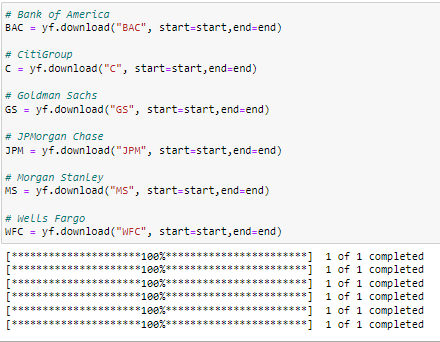 # Bank of America
BAC = yf.download("BAC", start=start,end=end)
# CitiGroup
C = yf.download("C", start=start,end=end)
# Goldman Sachs
GS = yf.download("GS", start=start,end=end)
# JPMorgan Chase
JPM = yf.download("JPM", start=start,end=end)
# Morgan Stanley
MS = yf.download("MS", start=start,end=end)
# Wells Fargo
WFC = yf.download("WFC", start=start,end=end)
[*********************100%***********************]  1 of 1 completed
[*********************100%***********************]  1 of 1 completed
[*********************100%***********************]  1 of 1 completed
[*********************100%***********************]  1 of 1 completed
[*********************100%***********************]  1 of 1 completed
[*********************100%***********************]  1 of 1 completed